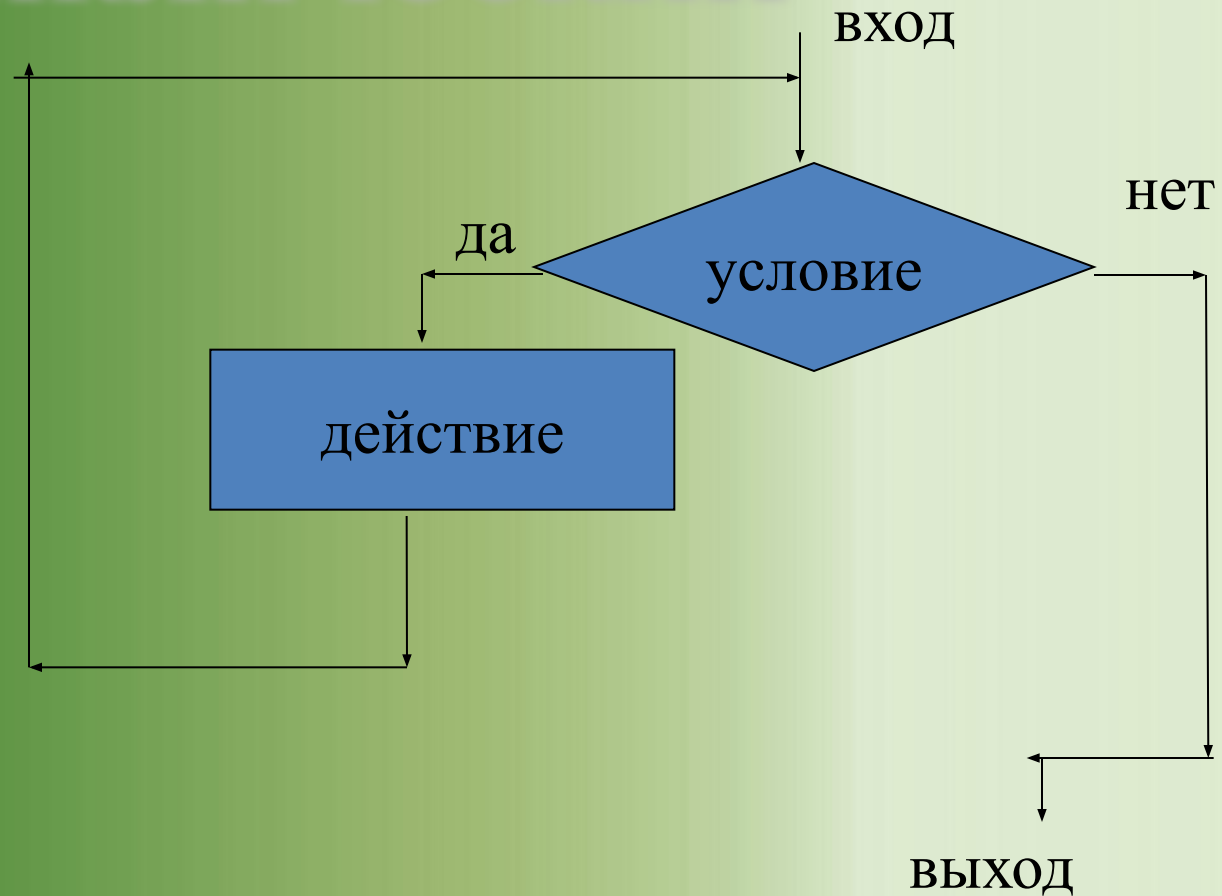 вход
нет
да
условие
действие
выход